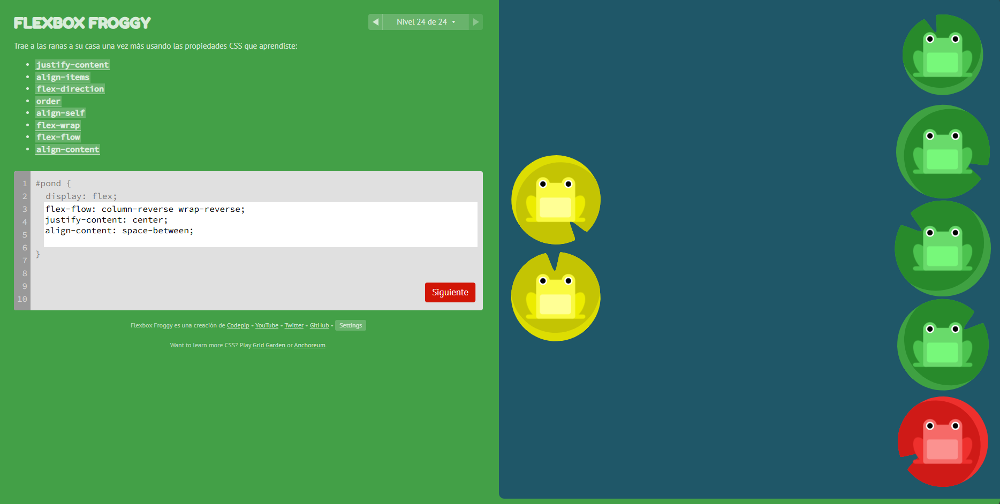 FLEXBOX FROGGY
Nivel 24 de 24
Trae a las ranas a su casa una vez más usando las propiedades CSS que aprendiste:
justify-content
align-items
flex-direction
order
align-self
flex-wrap
flex-flow
align-content
1 #pond {
2 display: flex;
3 flex-flow: column-reverse wrap-reverse;
4 justify-content: center;
5 align-content: space-between;
6 }
7
8
9
10
Siguiente
Flexbox Froggy es una creación de Codepip • YouTube • Twitter • GitHub • Settings
Want to learn more CSS? Play Grid Garden or Anchoreum.